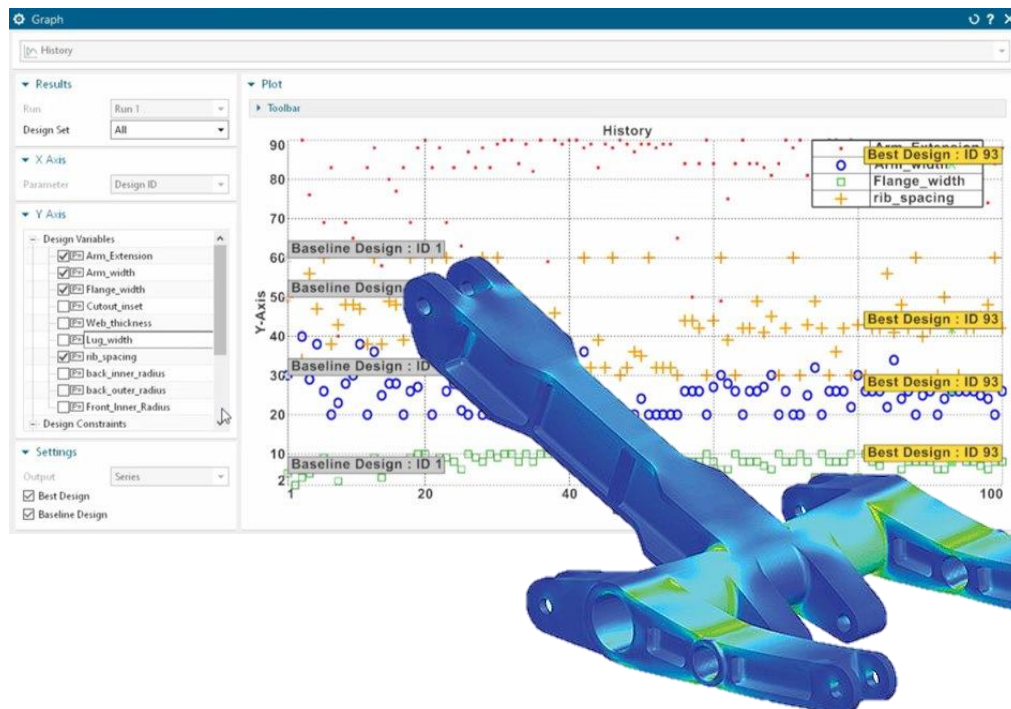 Graph
History
Results
Run
Run 1
Design Set
All
X Axis
Parameter
Design ID
Y Axis
Design Variables
Arm_Extension
Arm_width
Flange_width
Cutout_inset
Web_thickness
Lug_width
rib_spacing
back_inner_radius
back_outer_radius
Front_Inner_Radius
Design Constraints
Settings
Output
Series
Best Design
Baseline Design
Plot
Toolbar
History
Y-Axis
90
80
70
60
50
40
30
20
10
2
1
20
40
100
Arm_Extension
Arm_width
Flange_width
rib_spacing
Best Design : ID 93
Baseline Design : ID 1
Baseline Design
Best Design : ID 93
Baseline Design
Best Design : ID 93
Baseline Design : ID 1
Best Design : ID 93